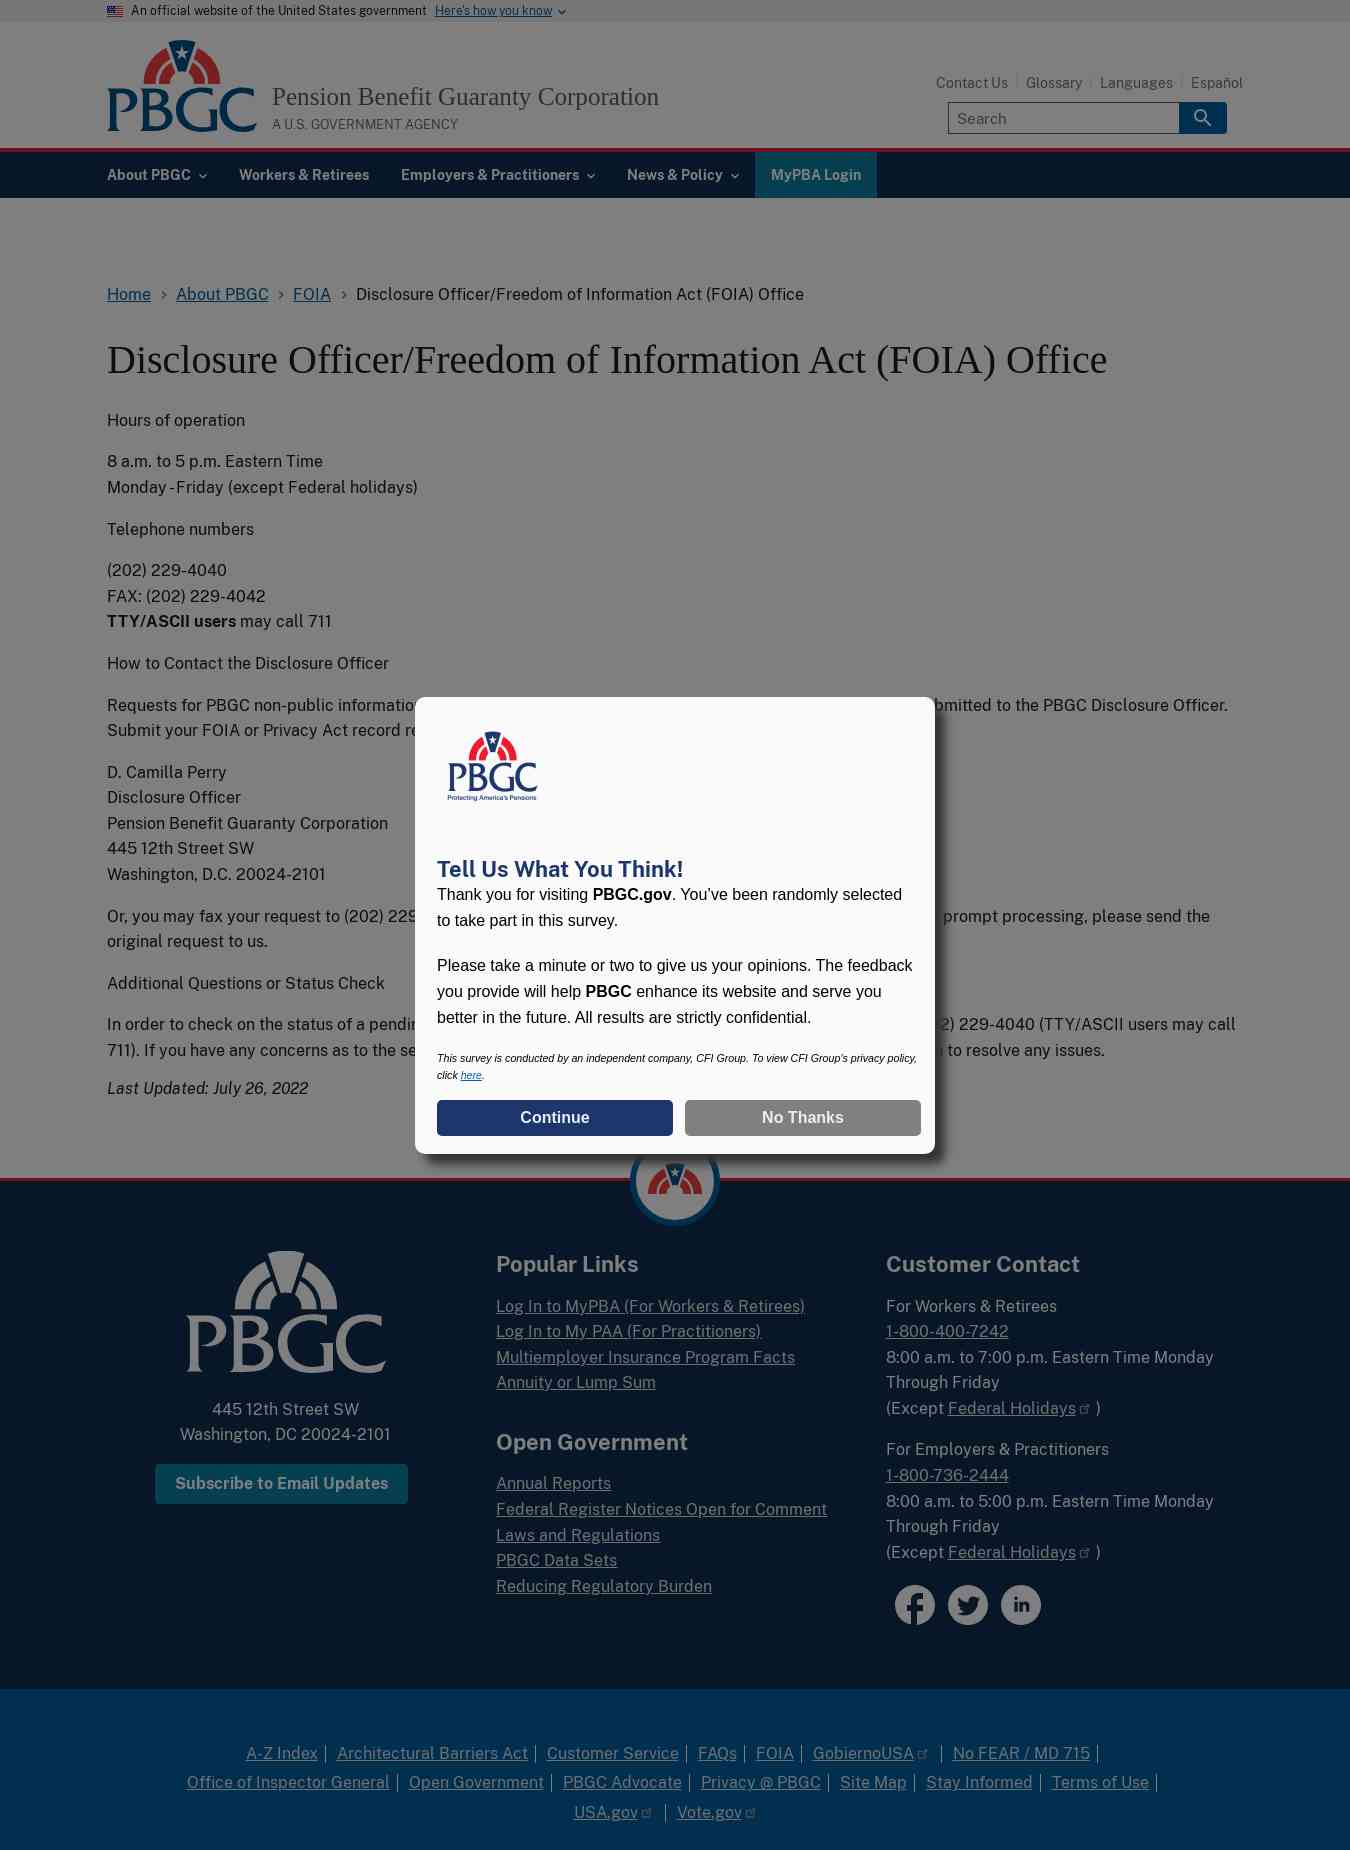 An official website of the United States government Here's how you know
PBGC
Pension Benefit Guaranty Corporation
A U.S. GOVERNMENT AGENCY
Contact Us
Glossary
Languages
Español
Search
About PBGC
Workers & Retirees
Employers & Practitioners
News & Policy
MyPBA Login
Home > About PBGC > FOIA > Disclosure Officer/Freedom of Information Act (FOIA) Office
Disclosure Officer/Freedom of Information Act (FOIA) Office
Hours of operation
8 a.m. to 5 p.m. Eastern Time
Monday - Friday (except Federal holidays)
Telephone numbers
(202) 229-4040
FAX: (202) 229-4042
TTY/ASCII users may call 711
How to Contact the Disclosure Officer
Requests for PBGC non-public to the PBGC Disclosure Officer.
Submit your FOIA or Privacy Act record
D. Camilla Perry
Disclosure Officer
Pension Benefit Guaranty Corporation
445 12th Street SW
Washington, D.C. 20024-2101
Or, you may fax your request to (202) prompt processing, please send the
original request to us.
Additional Questions or Status Check
In order to check on the status of a 229-4040 (TTY/ASCII users may call
711). If you have any concerns as to the to resolve any issues.
Last Updated: July 26, 2022
PBGC
Protecting America's Pensions
Tell Us What You Think!
Thank you for visiting PBGC.gov. You've been randomly selected
to take part in this survey.
Please take a minute or two to give us your opinions. The feedback
you provide will help PBGC enhance its website and serve you
better in the future. All results are strictly confidential.
This survey is conducted by an independent company, CFI Group. To view CFI Group's privacy policy,
click here.
Continue
No Thanks
PBGC
445 12th Street SW
Washington, DC 20024-2101
Subscribe to Email Updates
Popular Links
Log In to MyPBA (For Workers & Retirees)
Log In to My PAA (For Practitioners)
Multiemployer Insurance Program Facts
Annuity or Lump Sum
Open Government
Annual Reports
Federal Register Notices Open for Comment
Laws and Regulations
PBGC Data Sets
Reducing Regulatory Burden
Customer Contact
For Workers & Retirees
1-800-400-7242
8:00 a.m. to 7:00 p.m. Eastern Time Monday
Through Friday
(Except Federal Holidays )
For Employers & Practitioners
1-800-736-2444
8:00 a.m. to 5:00 p.m. Eastern Time Monday
Through Friday
(Except Federal Holidays )
in
A-Z Index | Architectural Barriers Act | Customer Service | FAQs | FOIA | GobiernoUSA | No FEAR / MD 715 |
Office of Inspector General | Open Government | PBGC Advocate | Privacy @ PBGC | Site Map | Stay Informed | Terms of Use |
USA.gov | Vote.gov